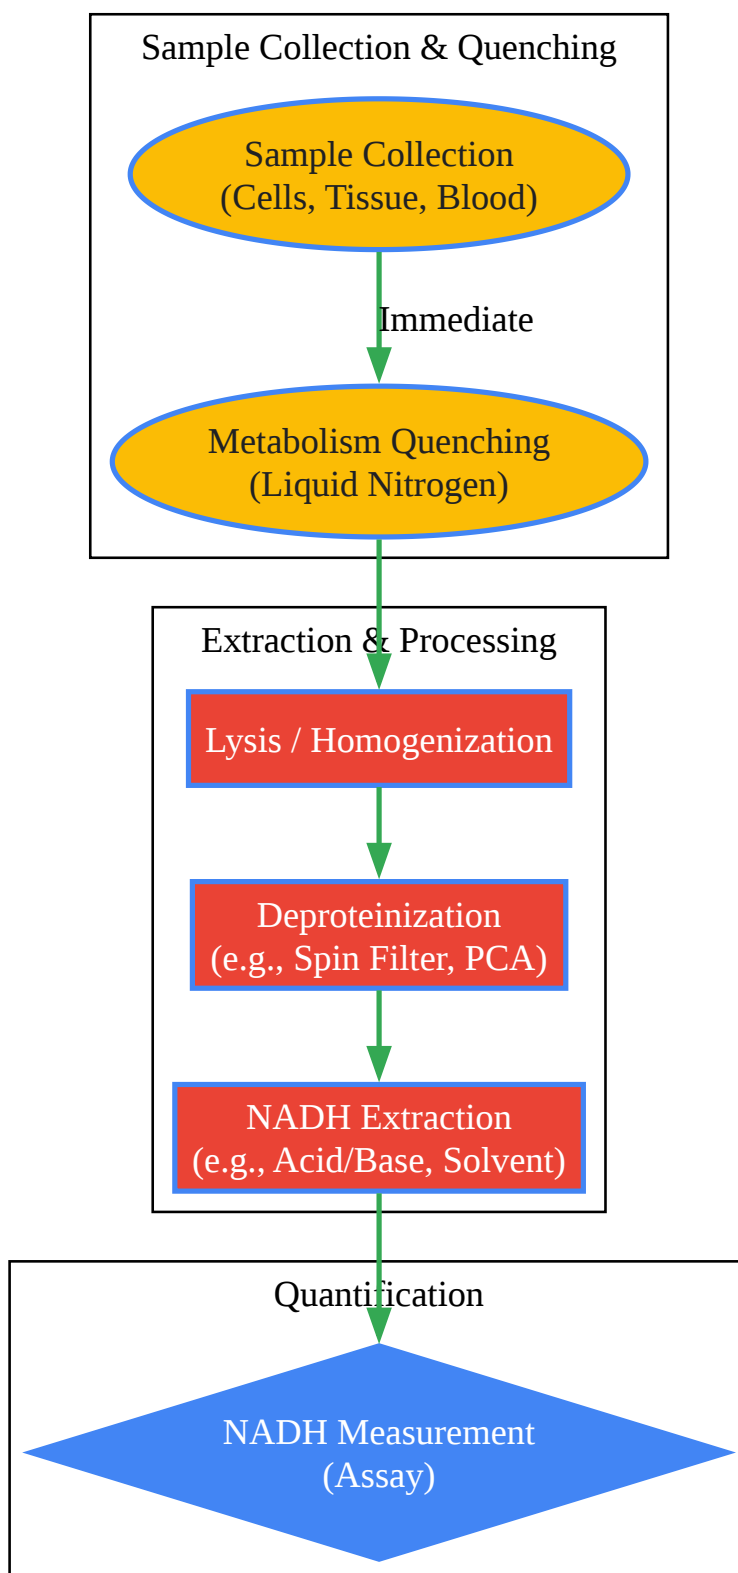 Sample Collection & Quenching
Sample Collection
(Cells, Tissue, Blood)
Immediate
Metabolism Quenching
(Liquid Nitrogen)
Extraction & Processing
Lysis / Homogenization
Deproteinization
(e.g., Spin Filter, PCA)
NADH Extraction
(e.g., Acid/Base, Solvent)
Quantification
NADH Measurement
(Assay)